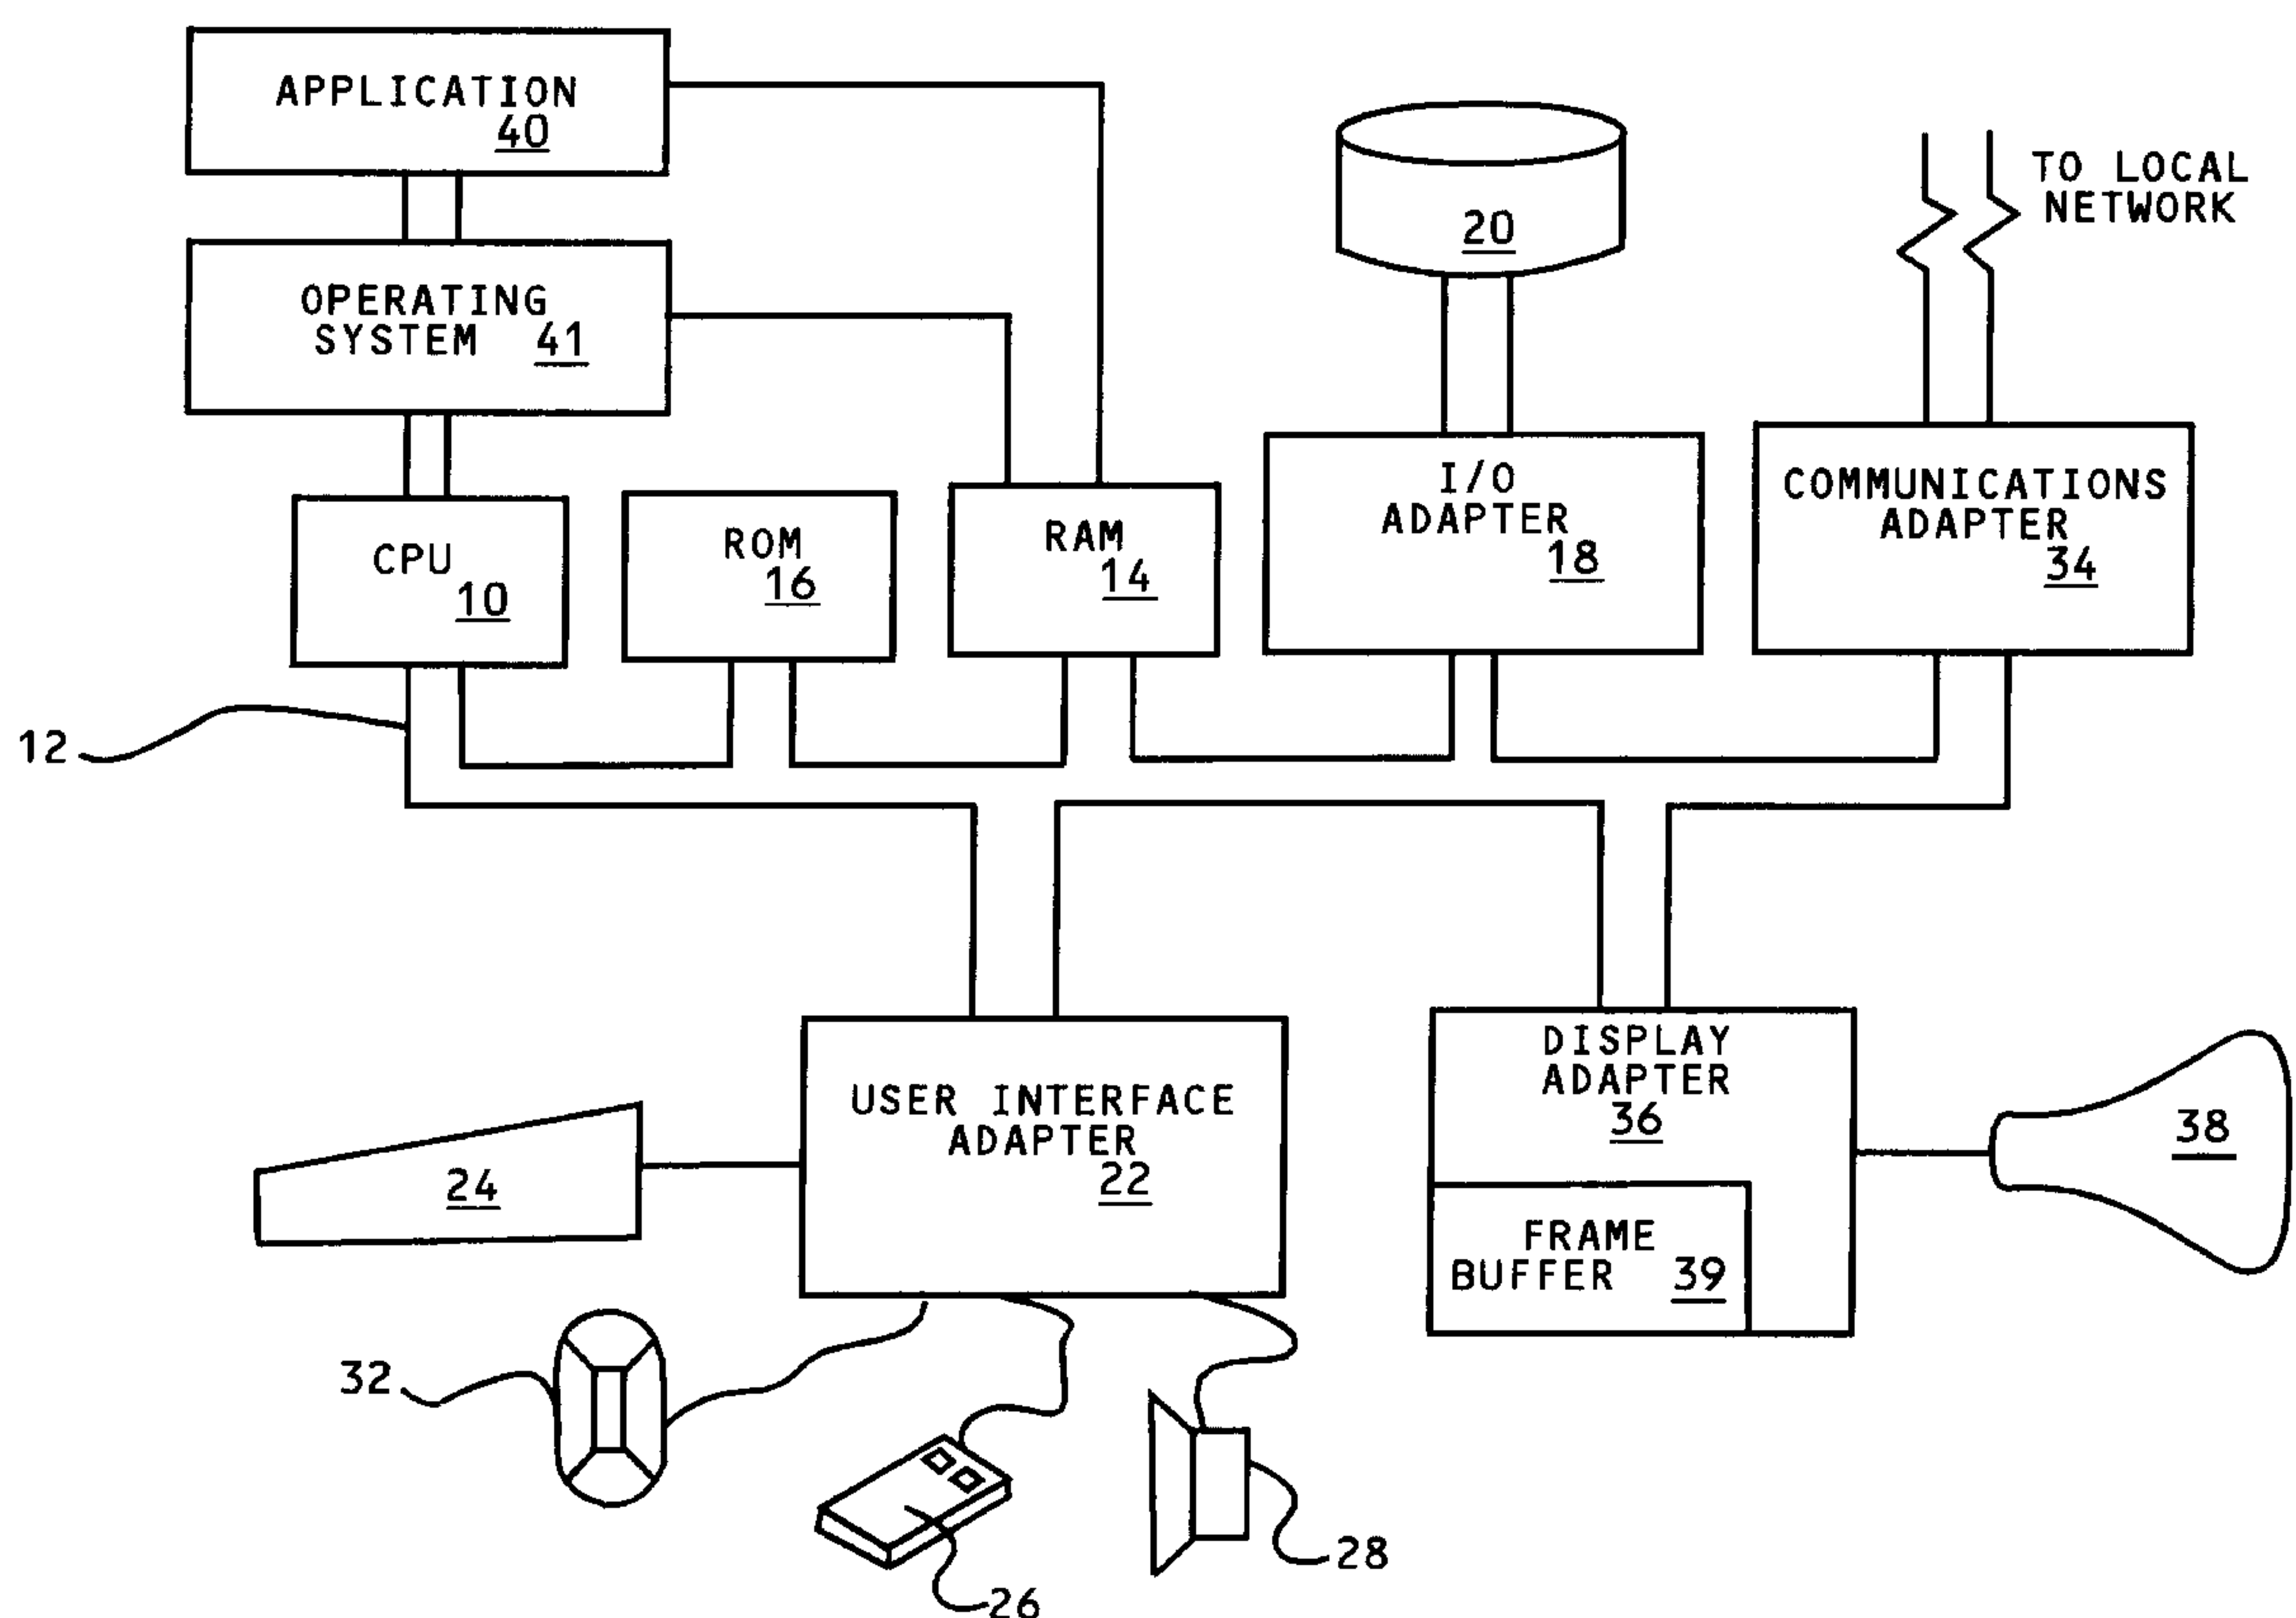 APPLICATION
40
OPERATING
SYSTEM 41
CPU
10
ROM
16
RAM
14
20
I/O
ADAPTER
18
TO LOCAL
NETWORK
COMMUNICATIONS
ADAPTER
34
12
USER INTERFACE
ADAPTER
22
24
DISPLAY
ADAPTER
36
FRAME
BUFFER 39
38
32
26
28